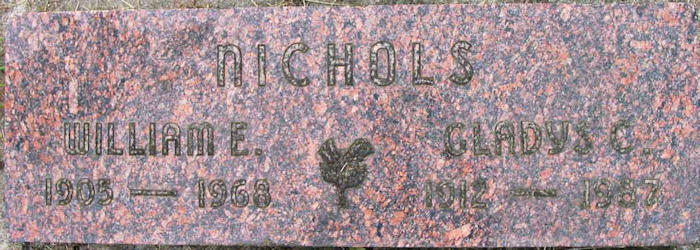 NICHOLS
WILLIAM E. GLADYS C.
1905 — 1968 1912 — 1987